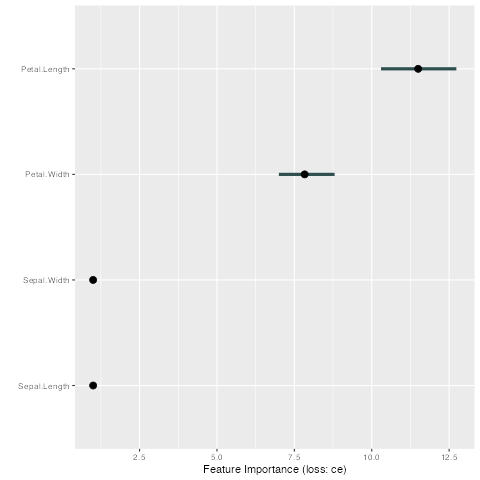 Petal.Length
Petal.Width
Sepal.Width
Sepal.Length
2.5 5.0 7.5 10.0 12.5
Feature Importance (loss: ce)